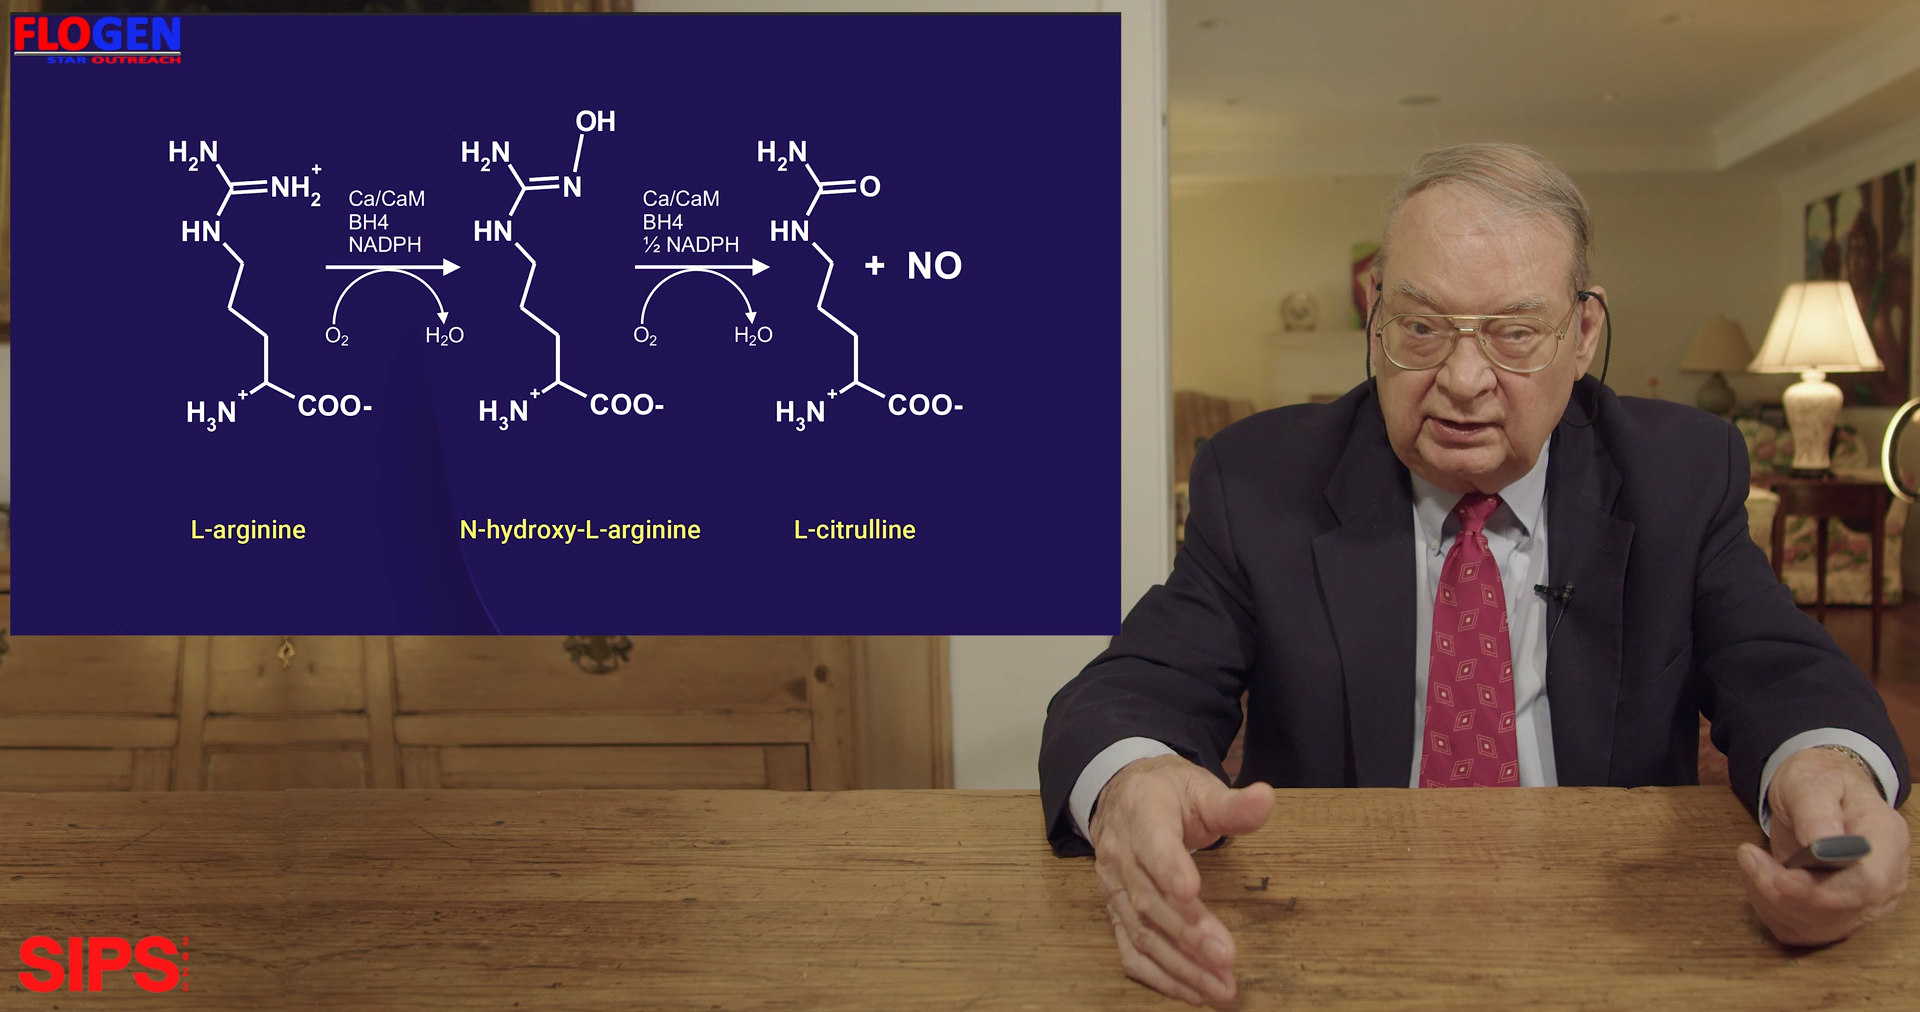 FLOGEN
STAR OUTREACH
OH
H₂N
NH₂⁺
HN
Ca/CaM
BH4
NADPH
O₂
H₂O
H₃N⁺
COO-
H₂N
N
HN
Ca/CaM
BH4
½ NADPH
O₂
H₂O
H₃N⁺
COO-
H₂N
O
HN
+ NO
H₃N⁺
COO-
L-arginine
N-hydroxy-L-arginine
L-citrulline
SIPS